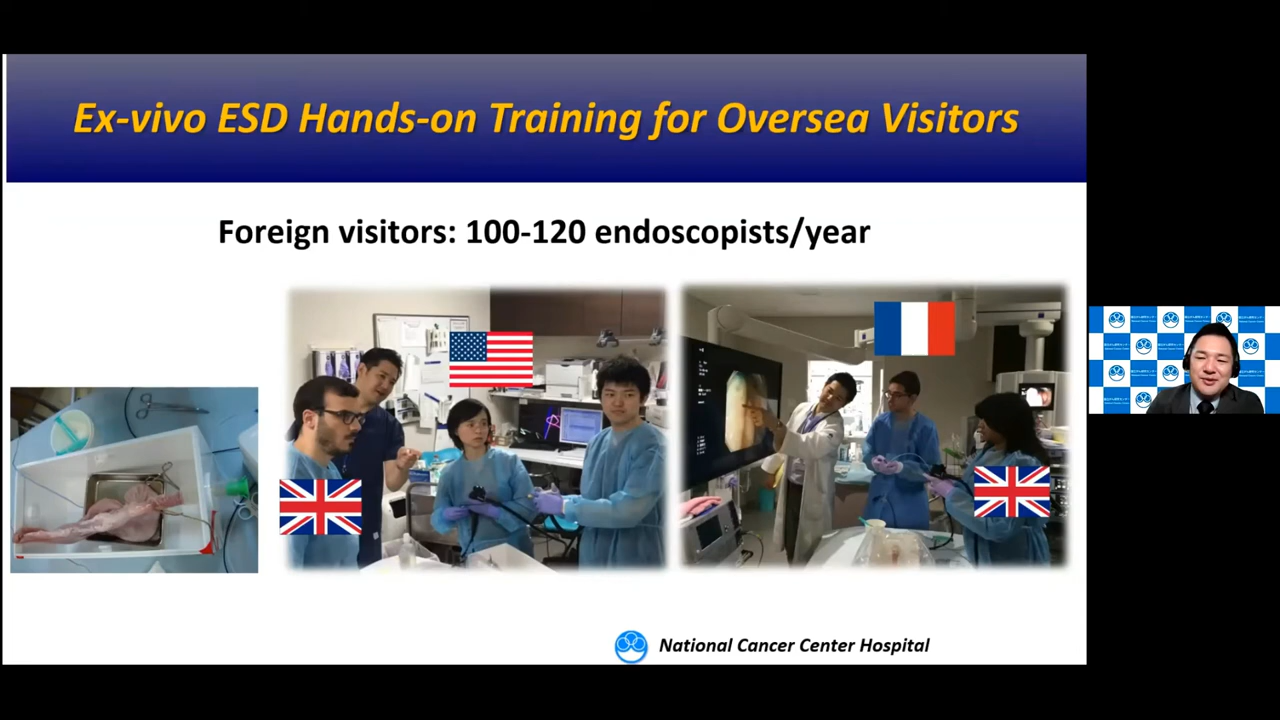 Ex-vivo ESD Hands-on Training for Oversea Visitors
Foreign visitors: 100-120 endoscopists/year
National Cancer Center Hospital